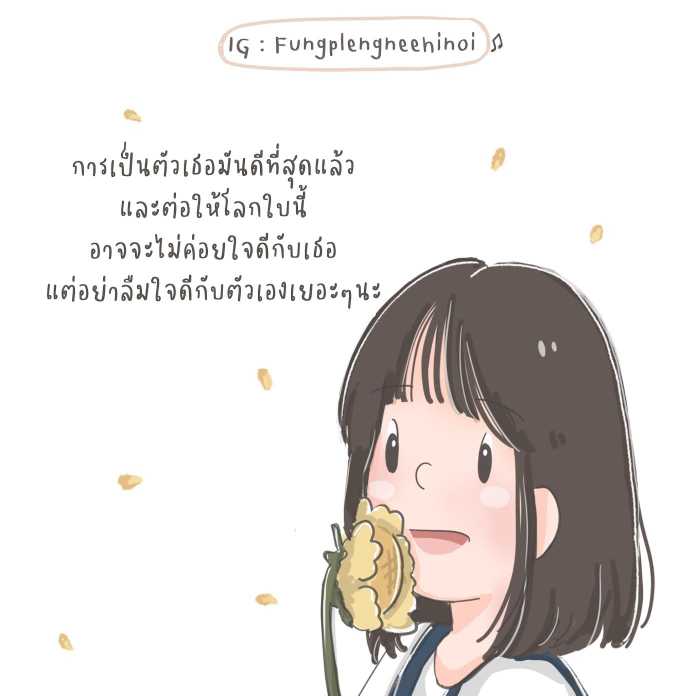 IG : Fungplengneehinoi ♫
การเป็นตัวเธอมันดีที่สุดแล้ว
และต่อให้โลกใบนี้
อาจจะไม่ค่อยใจดีกับเธอ
แต่อย่าลืมใจดีกับตัวเองเยอะๆนะ